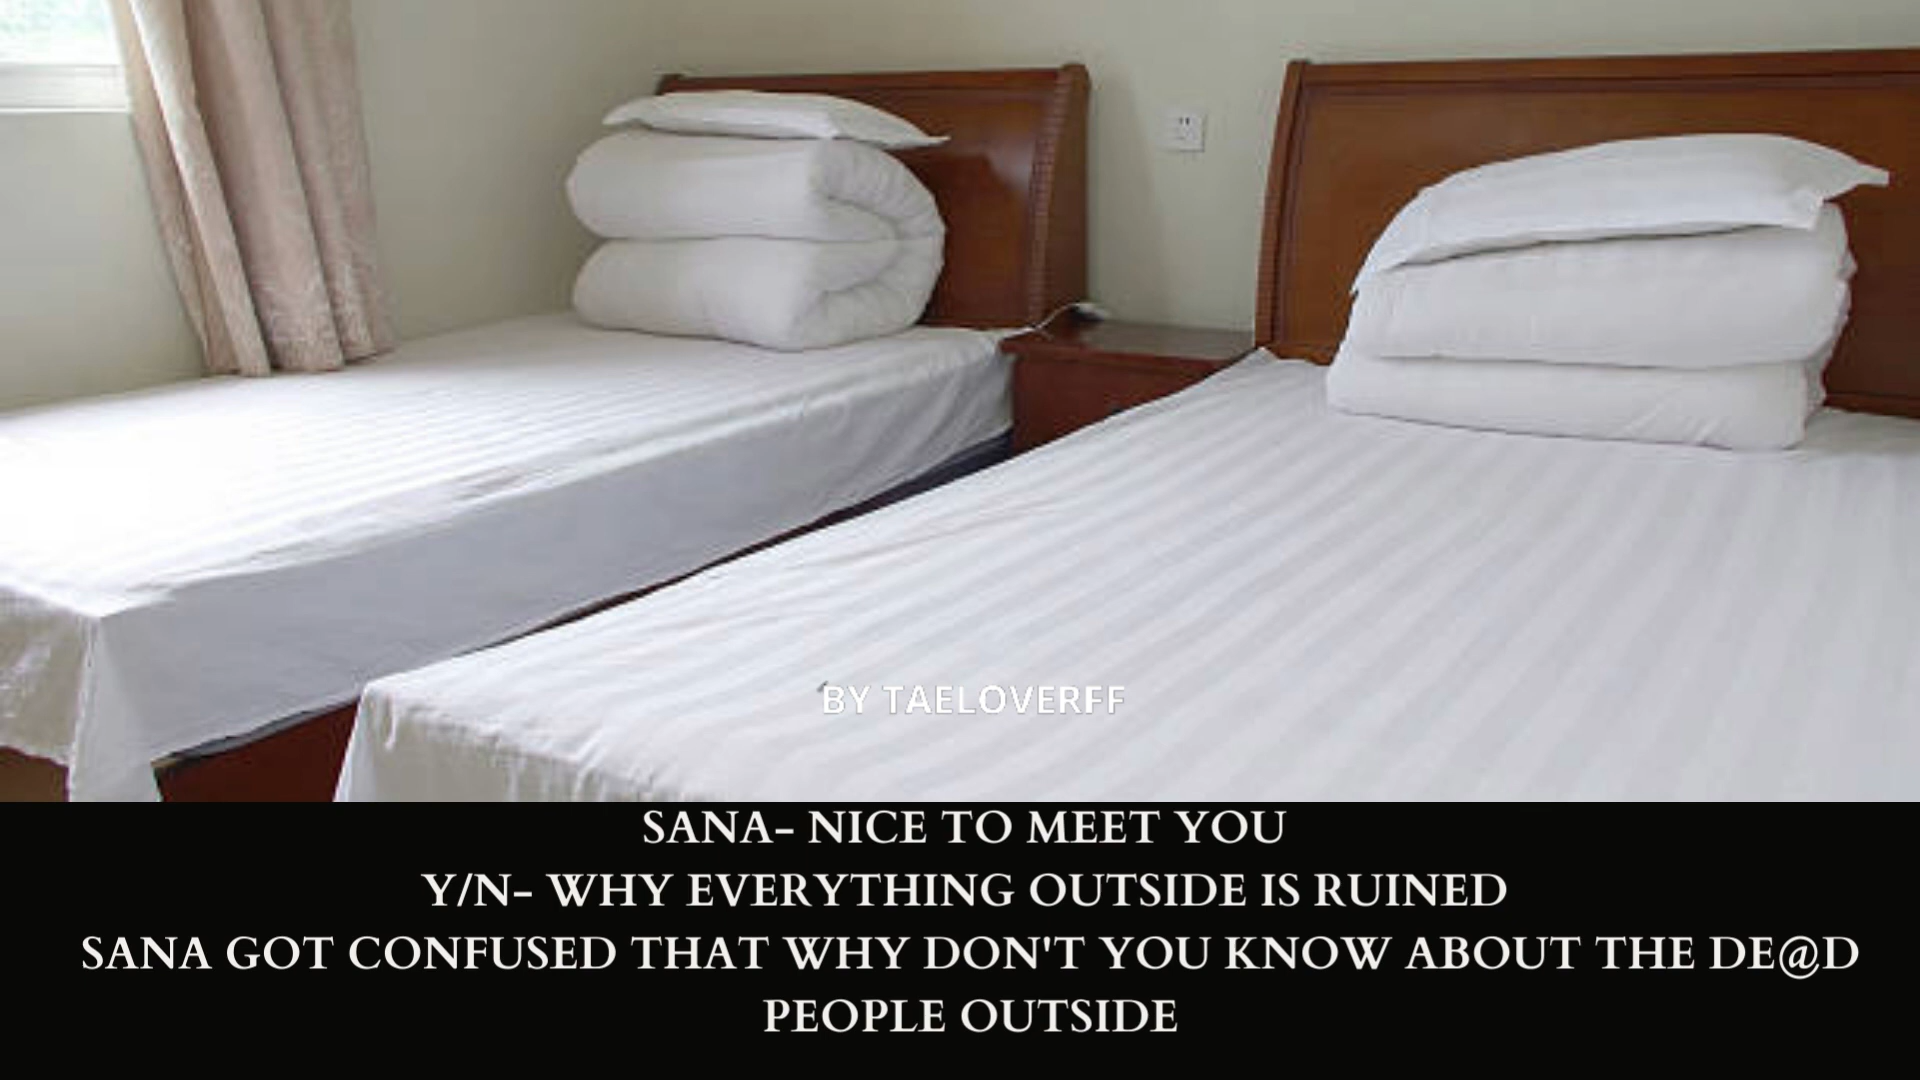 BY TAELOVERFF
SANA- NICE TO MEET YOU
Y/N- WHY EVERYTHING OUTSIDE IS RUINED
SANA GOT CONFUSED THAT WHY DON'T YOU KNOW ABOUT THE DE@D
PEOPLE OUTSIDE